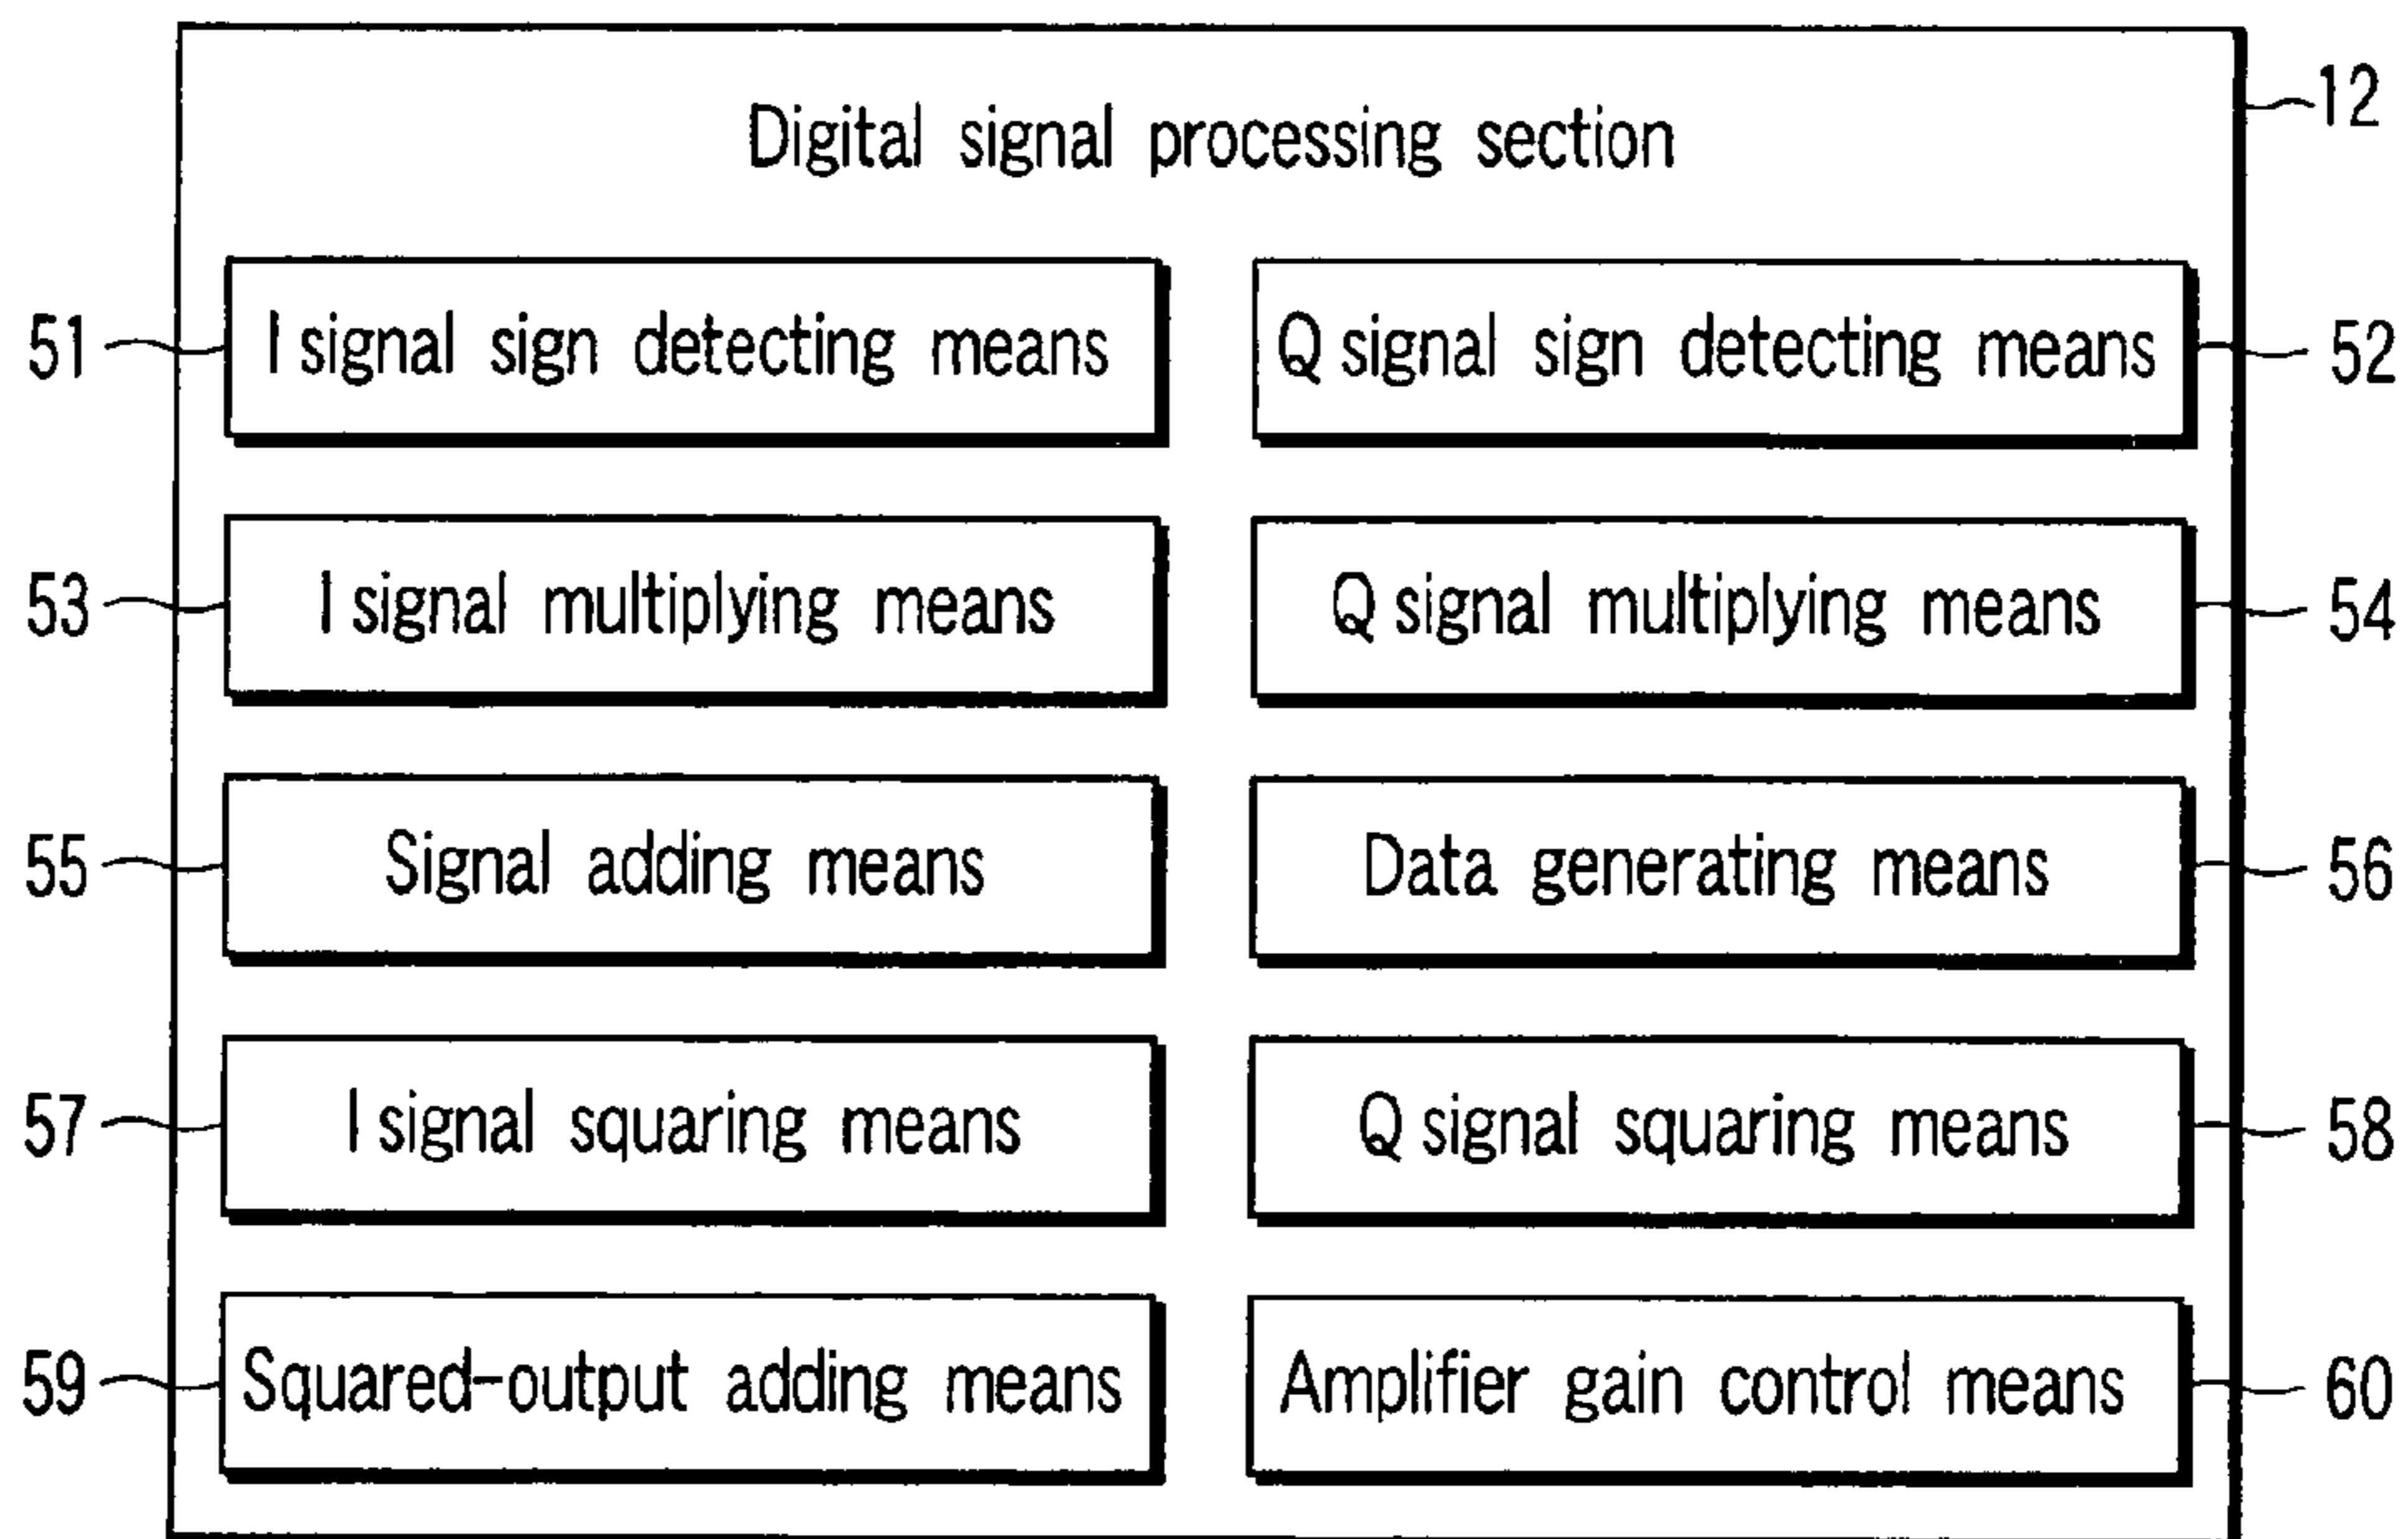 Digital signal processing section
12
51
I signal sign detecting means
Q signal sign detecting means
52
53
I signal multiplying means
Q signal multiplying means
54
55
Signal adding means
Data generating means
56
57
I signal squaring means
Q signal squaring means
58
59
Squared-output adding means
Amplifier gain control means
60